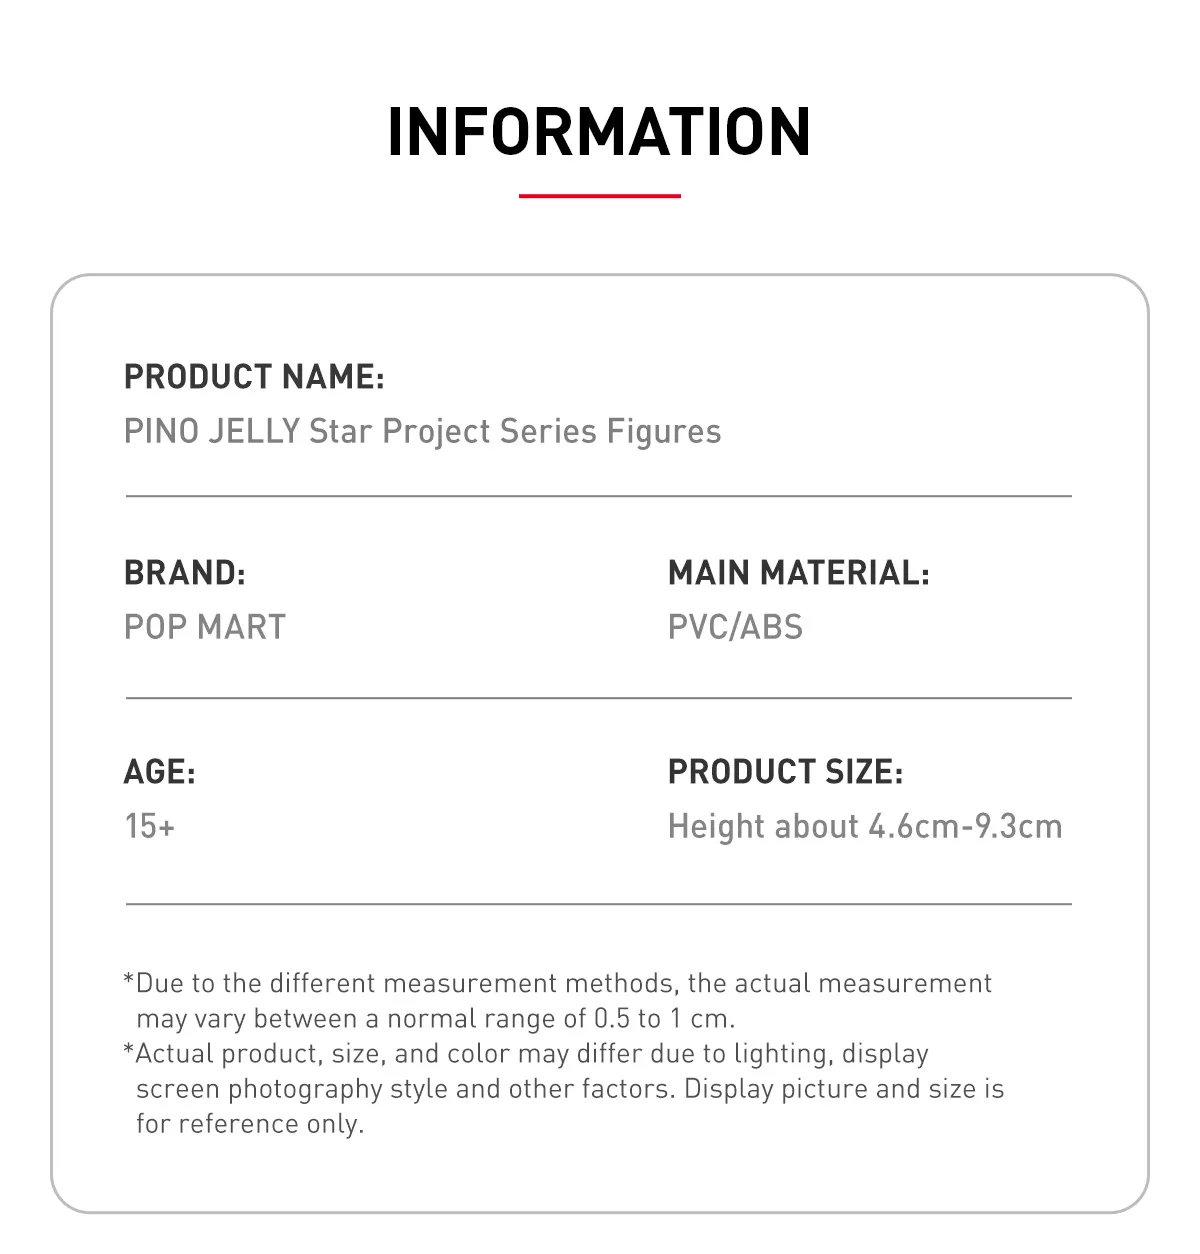 INFORMATION
PRODUCT NAME:
PINO JELLY Star Project Series Figures
BRAND:
POP MART
MAIN MATERIAL:
PVC/ABS
AGE:
15+
PRODUCT SIZE:
Height about 4.6cm-9.3cm
*Due to the different measurement methods, the actual measurement
may vary between a normal range of 0.5 to 1 cm.
*Actual product, size, and color may differ due to lighting, display
screen photography style and other factors. Display picture and size is
for reference only.